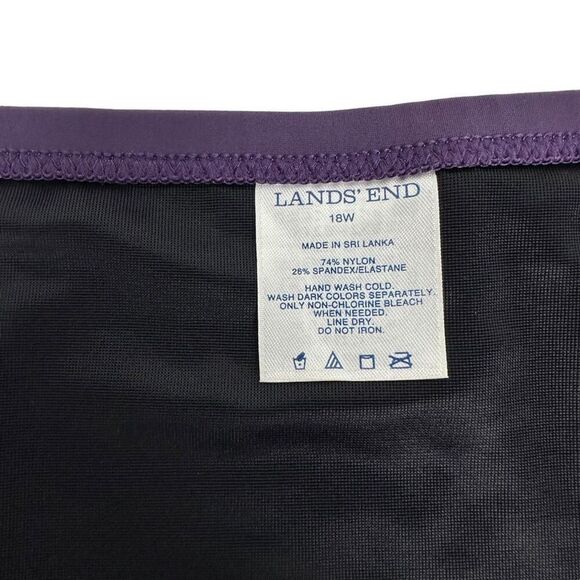 LANDS' END
18W
MADE IN SRI LANKA
74% NYLON
26% SPANDEX/ELASTANE
HAND WASH COLD.
WASH DARK COLORS SEPARATELY.
ONLY NON-CHLORINE BLEACH
WHEN NEEDED.
LINE DRY.
DO NOT IRON.